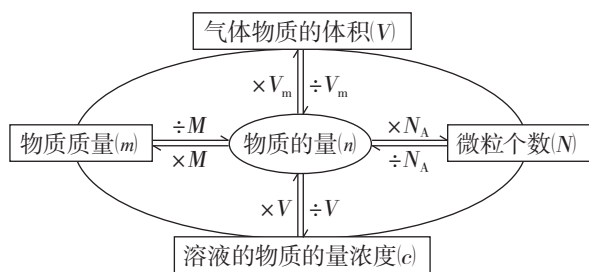 气体物质的体积(V)
×Vm ÷Vm
÷M ×NA
物质质量(m) 物质的量(n) 微粒个数(N)
×M ÷NA
×V ÷V
溶液的物质的量浓度(c)